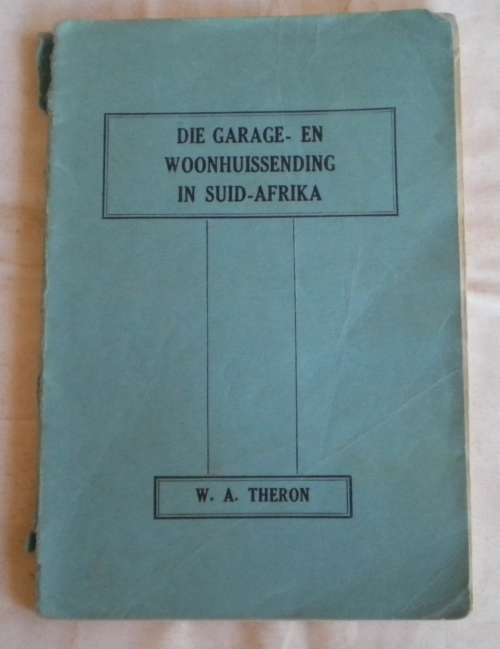 DIE GARAGE- EN
WOONHUISSENDING
IN SUID-AFRIKA
W. A. THERON